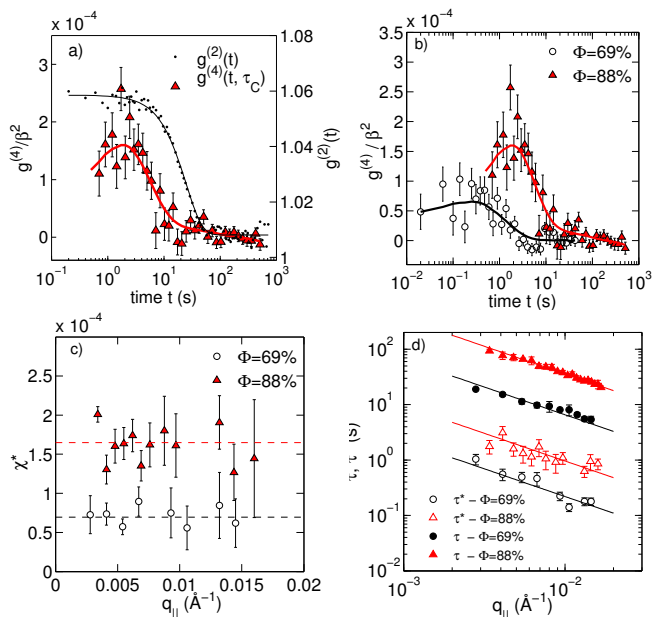 x 10⁻⁴
a)
g⁽²⁾(t)
g⁽⁴⁾(t, τ_C)
3
2
1
0
g⁽⁴⁾/β²
1.08
1.06
1.04
1.02
1
g⁽²⁾(t)
10⁻¹ 10⁰ 10¹ 10² 10³
time t (s)
x 10⁻⁴
b)
Φ=69%
Φ=88%
3.5
3
2.5
2
1.5
1
0.5
0
g⁽⁴⁾ / β²
10⁻² 10⁻¹ 10⁰ 10¹ 10² 10³
time t (s)
x 10⁻⁴
c)
Φ=69%
Φ=88%
3
2.5
2
1.5
1
0.5
0
χ*
0 0.005 0.01 0.015 0.02
q_|| (Å⁻¹)
d)
10²
10¹
10⁰
10⁻¹
10⁻²
τ, τ* (s)
τ* − Φ=69%
τ* − Φ=88%
τ − Φ=69%
τ − Φ=88%
10⁻³ 10⁻²
q_|| (Å⁻¹)